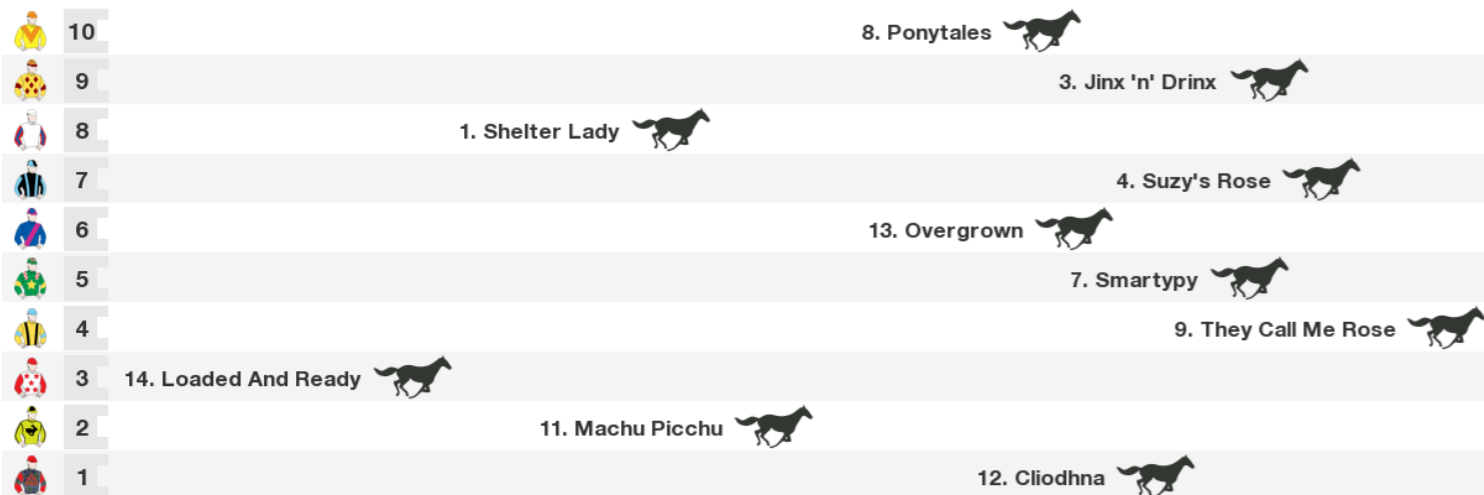 10 8. Ponytales
9 3. Jinx 'n' Drinx
8 1. Shelter Lady
7 4. Suzy's Rose
6 13. Overgrown
5 7. Smartypy
4 9. They Call Me Rose
3 14. Loaded And Ready
2 11. Machu Picchu
1 12. Cliodhna